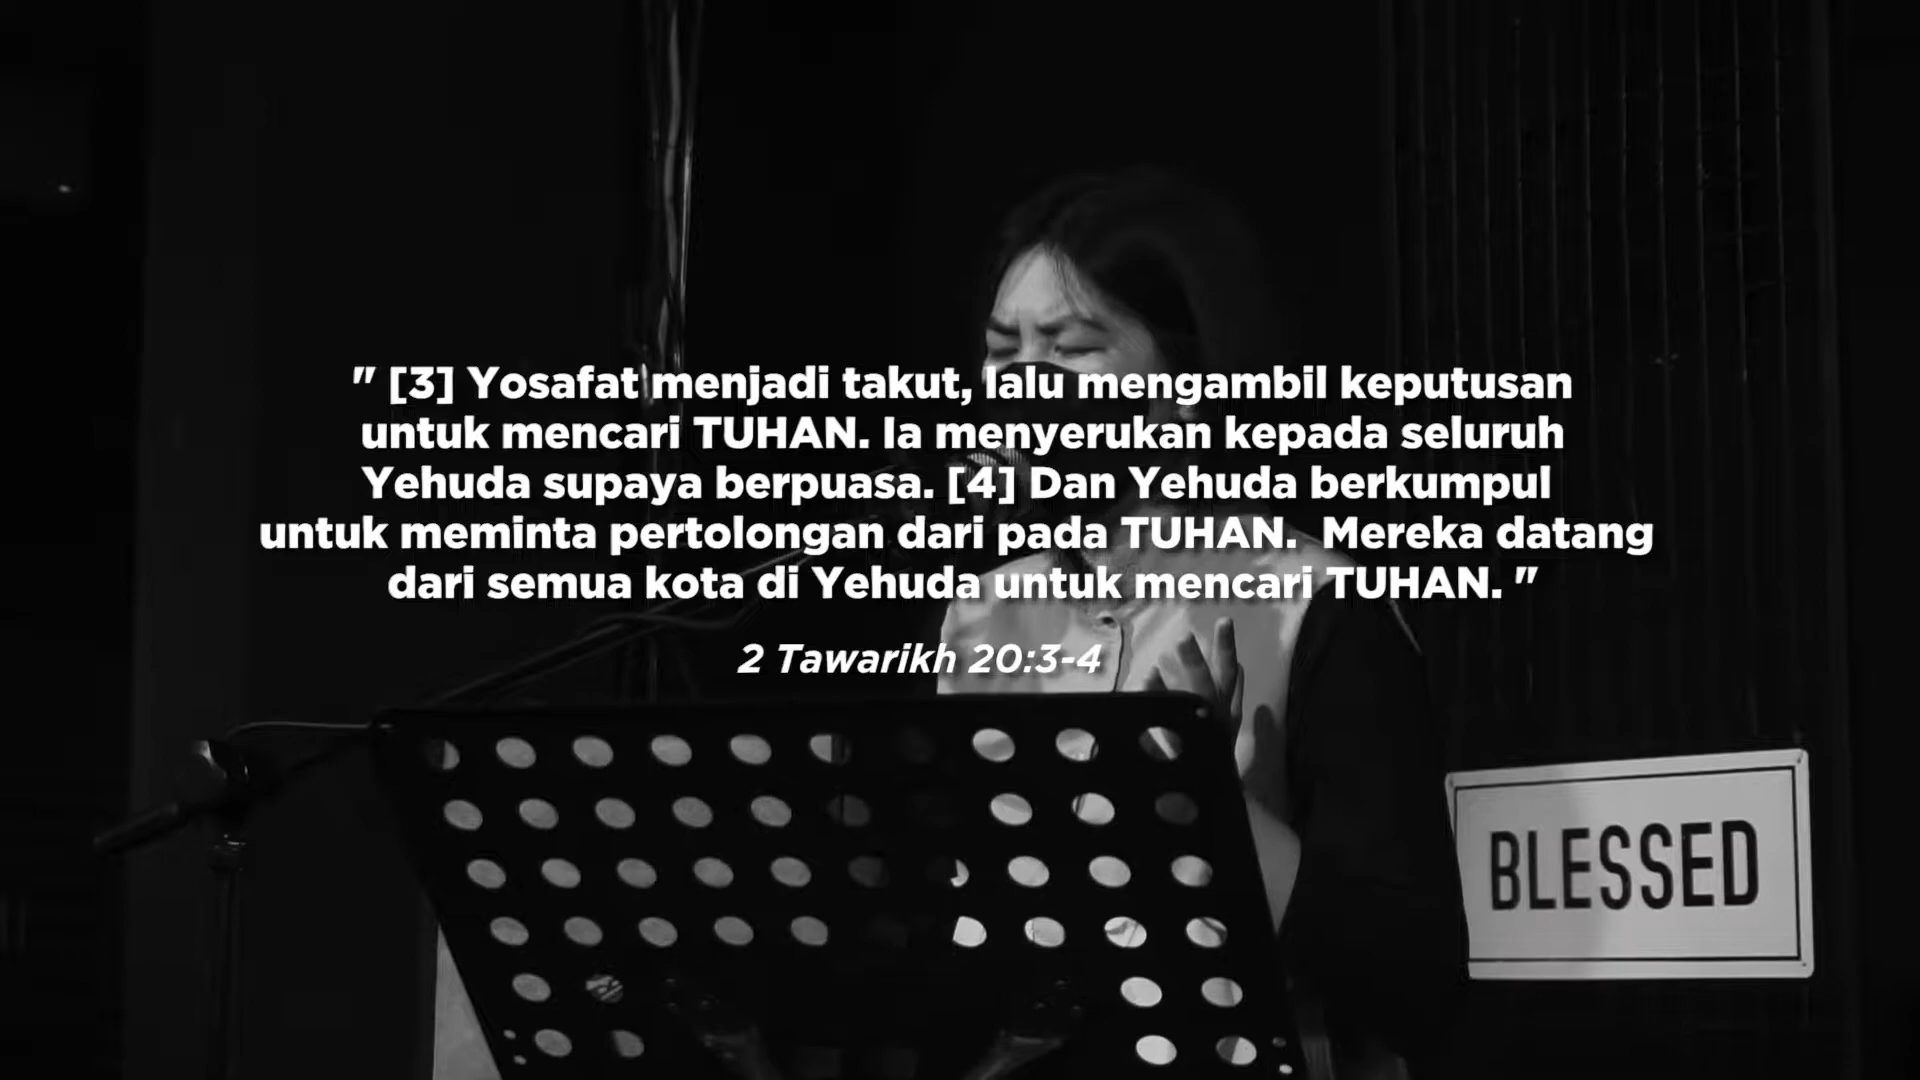 " [3] Yosafat menjadi takut, lalu mengambil keputusan
untuk mencari TUHAN. Ia menyerukan kepada seluruh
Yehuda supaya berpuasa. [4] Dan Yehuda berkumpul
untuk meminta pertolongan dari pada TUHAN.  Mereka datang
dari semua kota di Yehuda untuk mencari TUHAN. "
2 Tawarikh 20:3-4
BLESSED